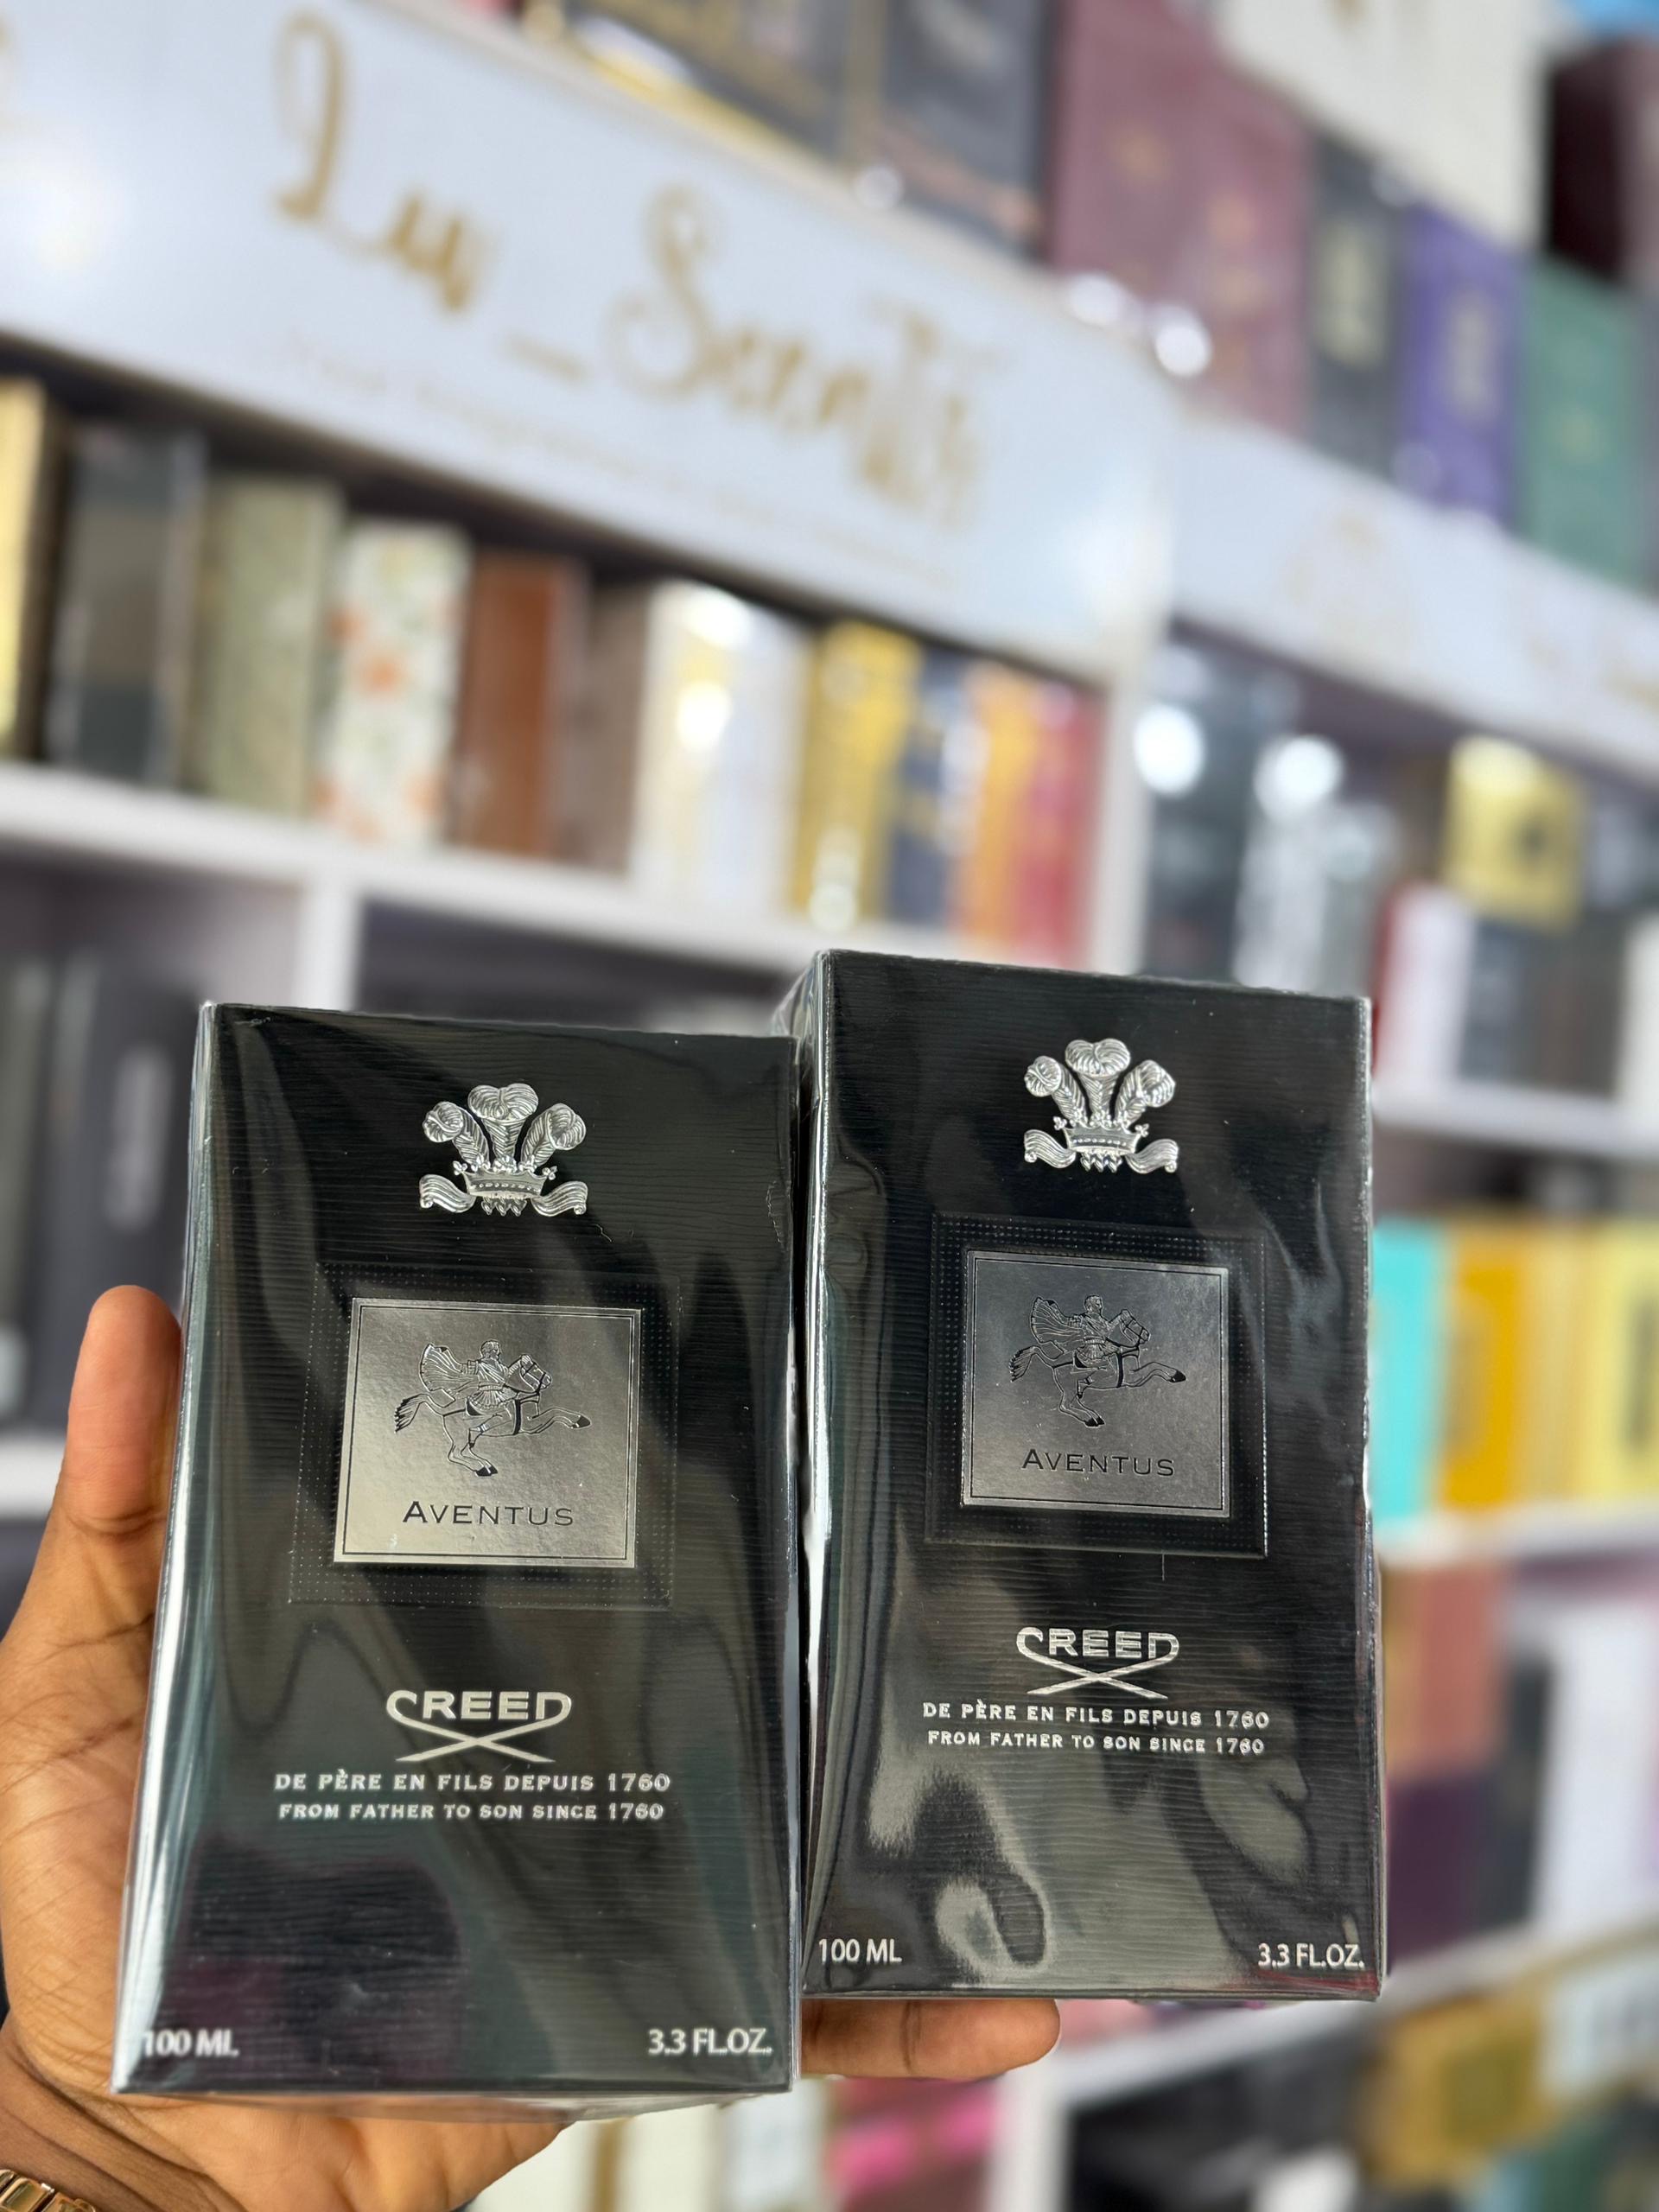 Lu_Scent
AVENTUS
CREED
DE PÈRE EN FILS DEPUIS 1760
FROM FATHER TO SON SINCE 1760
100 ML
3.3 FL.OZ.
AVENTUS
CREED
DE PÈRE EN FILS DEPUIS 1760
FROM FATHER TO SON SINCE 1760
100 ML
3.3 FL.OZ.